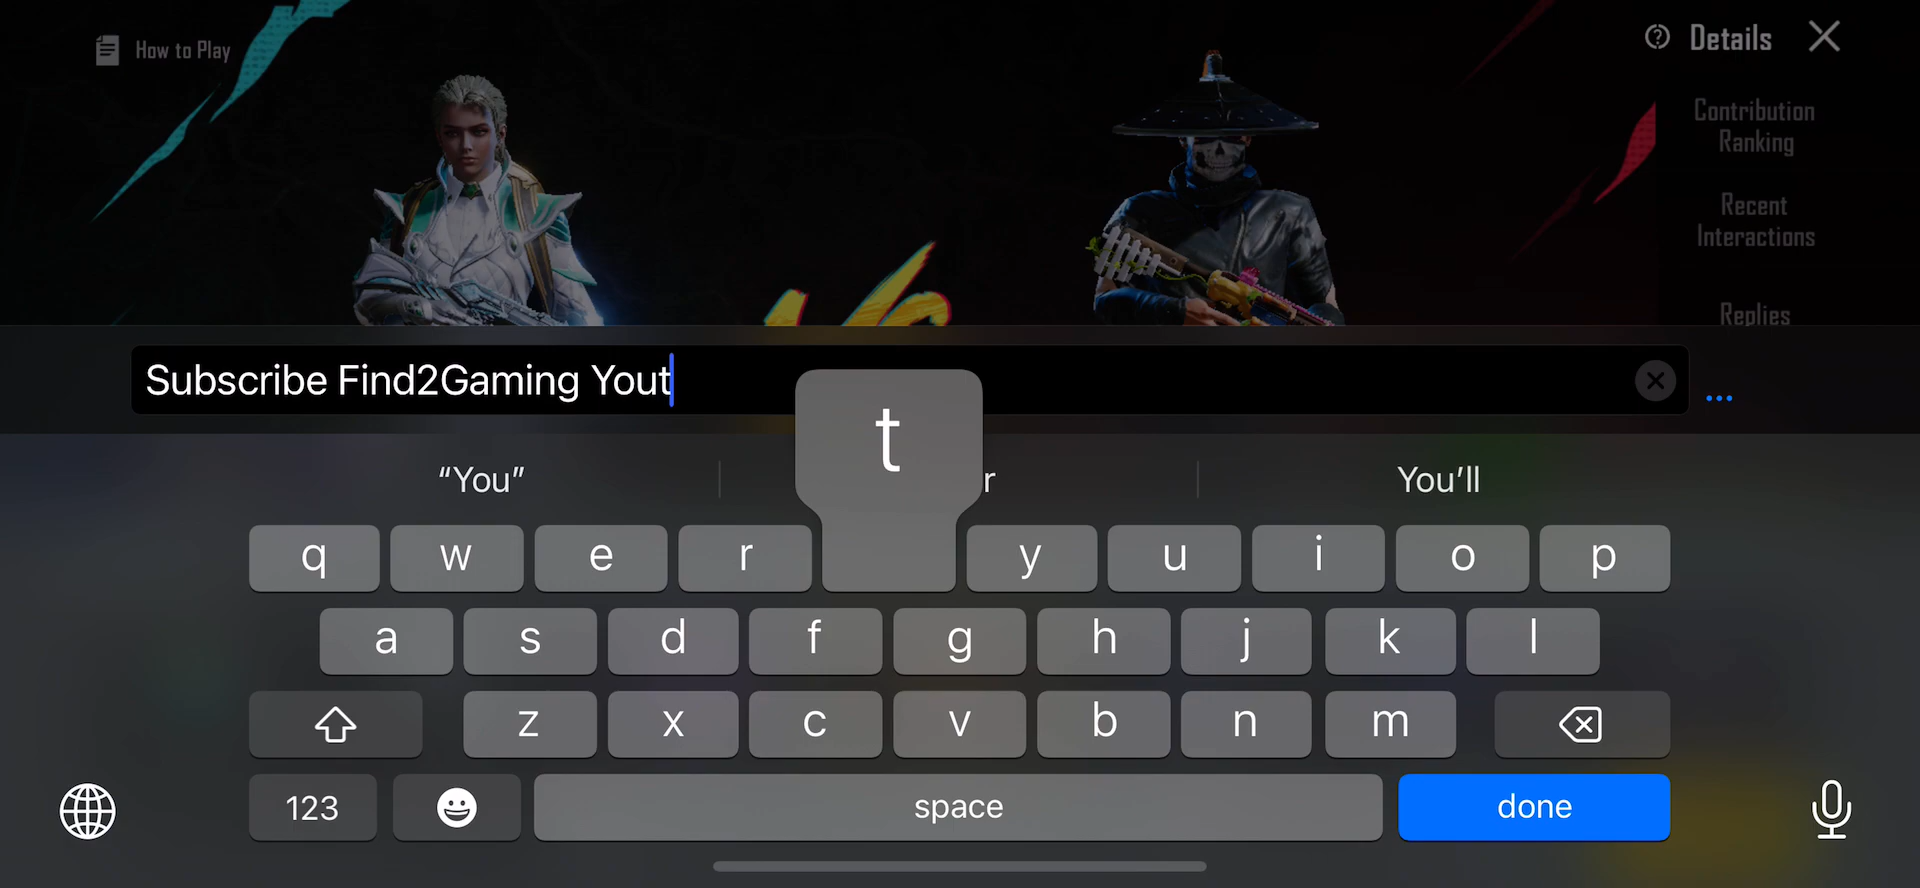 How to Play
Details
Contribution
Ranking
Recent
Interactions
Replies
Subscribe Find2Gaming Yout
t
“You”
r
You’ll
q w e r y u i o p
a s d f g h j k l
z x c v b n m
123
space
done